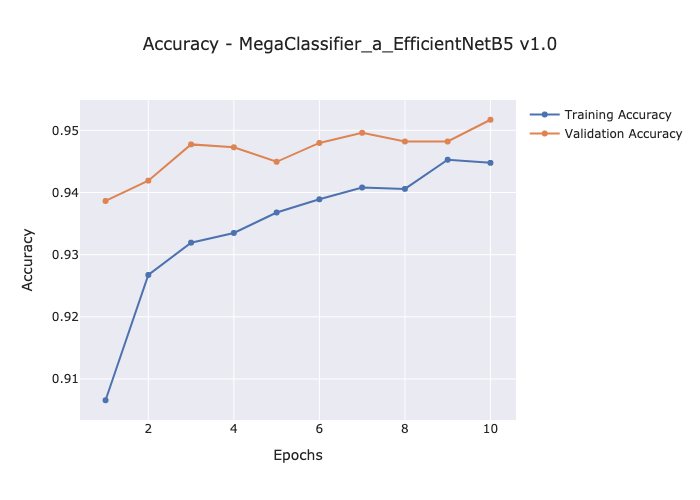 Accuracy - MegaClassifier_a_EfficientNetB5 v1.0
Training Accuracy
Validation Accuracy
0.95
0.94
0.93
0.92
0.91
Accuracy
2 4 6 8 10
Epochs